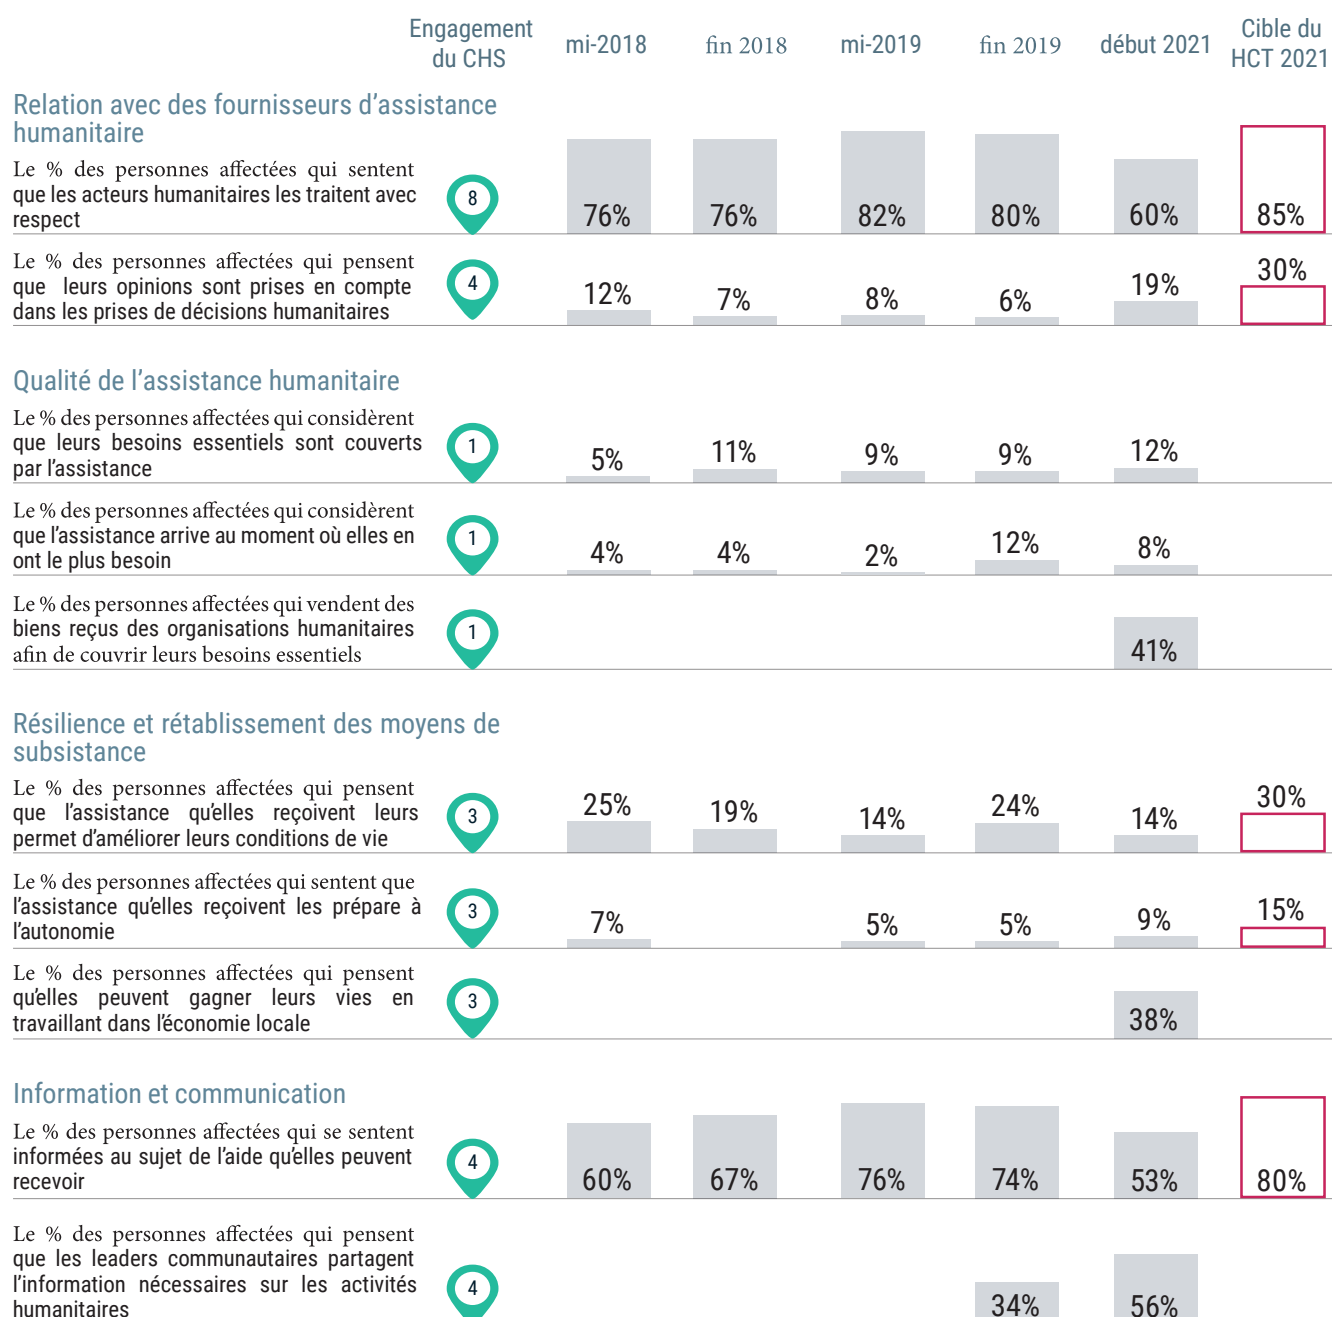 Engagement du CHS
mi-2018
fin 2018
mi-2019
fin 2019
début 2021
Cible du HCT 2021
Relation avec des fournisseurs d’assistance
humanitaire
Le % des personnes affectées qui sentent
que les acteurs humanitaires les traitent avec
respect
8
76%
76%
82%
80%
60%
85%
Le % des personnes affectées qui pensent
que leurs opinions sont prises en compte
dans les prises de décisions humanitaires
4
12%
7%
8%
6%
19%
30%
Qualité de l’assistance humanitaire
Le % des personnes affectées qui considèrent
que leurs besoins essentiels sont couverts
par l’assistance
1
5%
11%
9%
9%
12%
Le % des personnes affectées qui considèrent
que l’assistance arrive au moment où elles en
ont le plus besoin
1
4%
4%
2%
12%
8%
Le % des personnes affectées qui vendent des
biens reçus des organisations humanitaires
afin de couvrir leurs besoins essentiels
1
41%
Résilience et rétablissement des moyens de
subsistance
Le % des personnes affectées qui pensent
que l’assistance qu’elles reçoivent leurs
permet d’améliorer leurs conditions de vie
3
25%
19%
14%
24%
14%
30%
Le % des personnes affectées qui sentent que
l’assistance qu’elles reçoivent les prépare à
l’autonomie
3
7%
5%
5%
9%
15%
Le % des personnes affectées qui pensent
qu’elles peuvent gagner leurs vies en
travaillant dans l’économie locale
3
38%
Information et communication
Le % des personnes affectées qui se sentent
informées au sujet de l’aide qu’elles peuvent
recevoir
4
60%
67%
76%
74%
53%
80%
Le % des personnes affectées qui pensent
que les leaders communautaires partagent
l’information nécessaires sur les activités
humanitaires
4
34%
56%